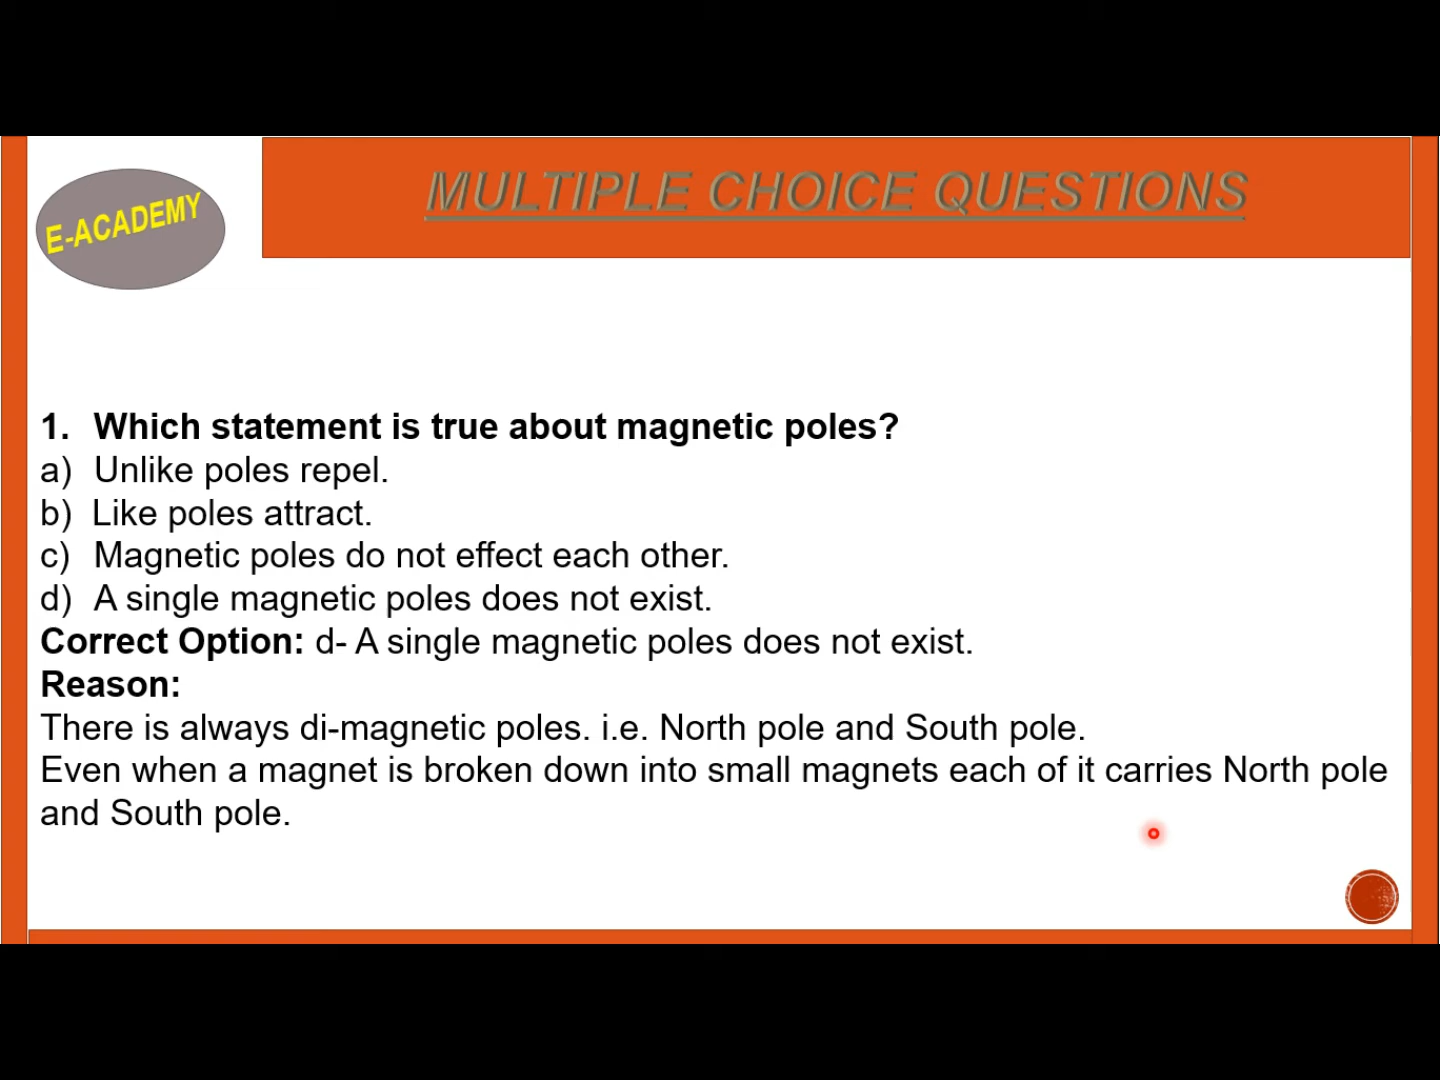 E-ACADEMY
MULTIPLE CHOICE QUESTIONS
1. Which statement is true about magnetic poles?
a) Unlike poles repel.
b) Like poles attract.
c) Magnetic poles do not effect each other.
d) A single magnetic poles does not exist.
Correct Option: d- A single magnetic poles does not exist.
Reason:
There is always di-magnetic poles. i.e. North pole and South pole.
Even when a magnet is broken down into small magnets each of it carries North pole
and South pole.